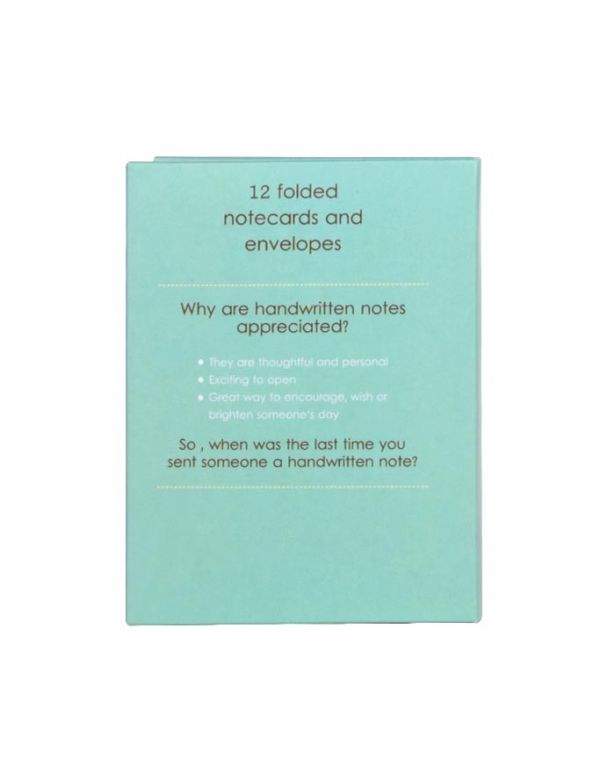 12 folded
notecards and
envelopes
Why are handwritten notes
appreciated?
• They are thoughtful and personal
• Exciting to open
• Great way to encourage, wish or
brighten someone's day
So , when was the last time you
sent someone a handwritten note?